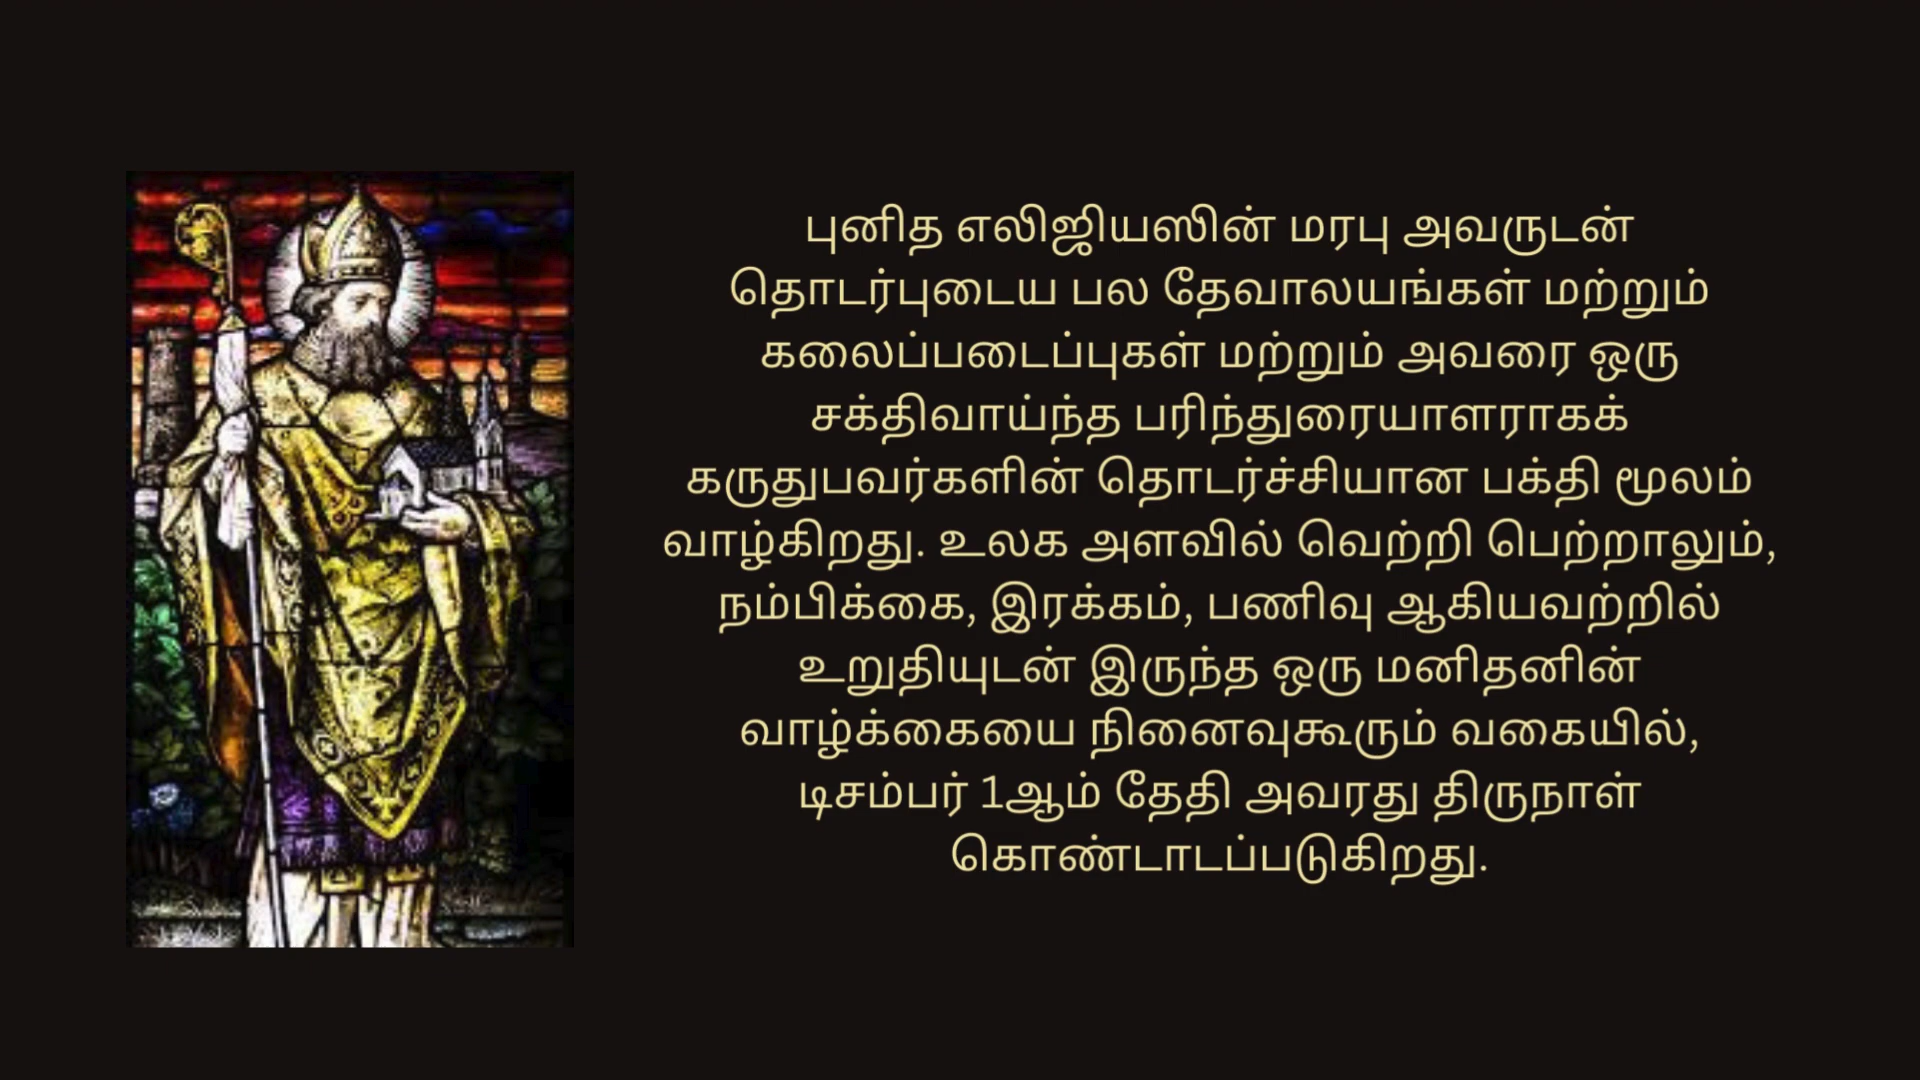 புனித எலிஜியஸின் மரபு அவருடன்
தொடர்புடைய பல தேவாலயங்கள் மற்றும்
கலைப்படைப்புகள் மற்றும் அவரை ஒரு
சக்திவாய்ந்த பரிந்துரையாளராகக்
கருதுபவர்களின் தொடர்ச்சியான பக்தி மூலம்
வாழ்கிறது. உலக அளவில் வெற்றி பெற்றாலும்,
நம்பிக்கை, இரக்கம், பணிவு ஆகியவற்றில்
உறுதியுடன் இருந்த ஒரு மனிதனின்
வாழ்க்கையை நினைவுகூரும் வகையில்,
டிசம்பர் 1ஆம் தேதி அவரது திருநாள்
கொண்டாடப்படுகிறது.